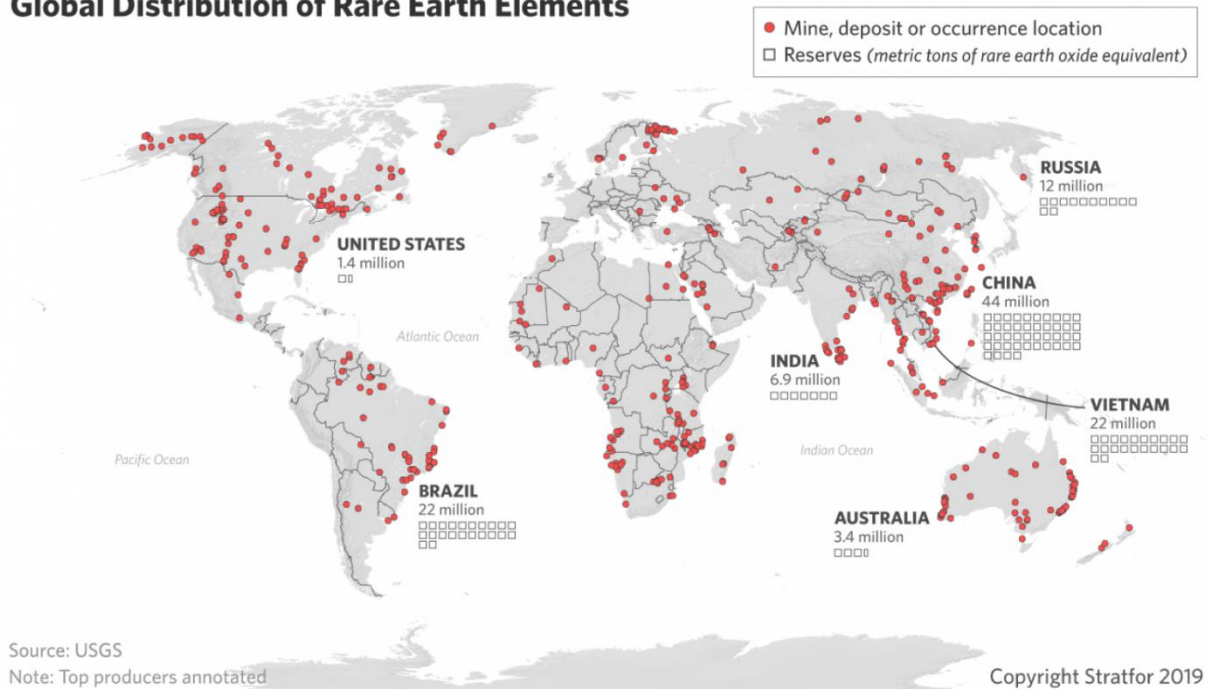 Global Distribution of Rare Earth Elements
Mine, deposit or occurrence location
Reserves (metric tons of rare earth oxide equivalent)
RUSSIA
12 million
UNITED STATES
1.4 million
CHINA
44 million
Atlantic Ocean
INDIA
6.9 million
VIETNAM
22 million
Pacific Ocean
Indian Ocean
BRAZIL
22 million
AUSTRALIA
3.4 million
Source: USGS
Note: Top producers annotated
Copyright Stratfor 2019